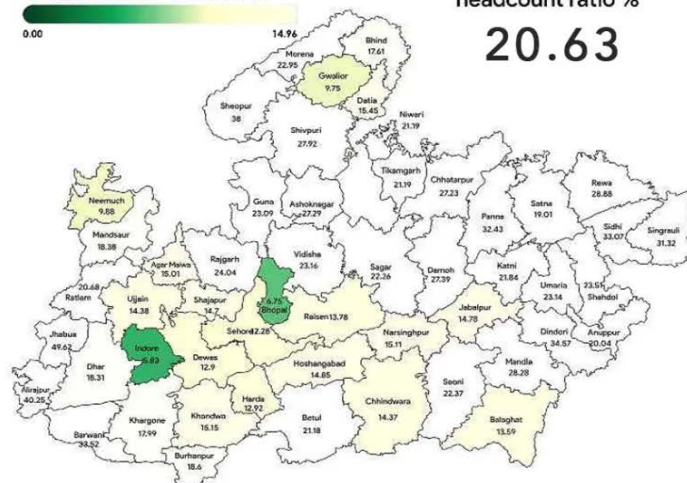 headcount ratio %
20.63
0.00
14.96
Bhind
17.61
Morena
22.95
Gwalior
9.75
Datia
15.45
Sheopur
38
Niwari
21.19
Shivpuri
27.92
Tikamgarh
21.19
Chhatarpur
27.23
Rewa
28.88
Neemuch
9.88
Guna
23.09
Ashoknagar
27.29
Panna
32.43
Satna
19.01
Sidhi
33.07
Singrauli
31.32
Mandsaur
18.38
Agar Malwa
15.01
Rajgarh
24.04
Vidisha
23.16
Sagar
22.26
Damoh
27.39
Katni
21.84
Umaria
23.14
23.51
Shahdol
20.68
Ratlam
Ujjain
14.38
Shajapur
14.7
6.75
Bhopal
Raisen13.78
Jabalpur
14.78
Sehore12.28
Narsinghpur
15.11
Dindori
34.57
Anuppur
20.04
Jhabua
49.62
Indore
Dewas
12.9
Hoshangabad
14.85
Mandla
28.28
Dhar
18.31
Seoni
22.37
Alirajpur
40.25
Harda
12.92
Chhindwara
14.37
Khargone
17.99
Khandwa
15.15
Betul
21.18
Balaghat
13.59
Barwani
33.52
Burhanpur
18.6